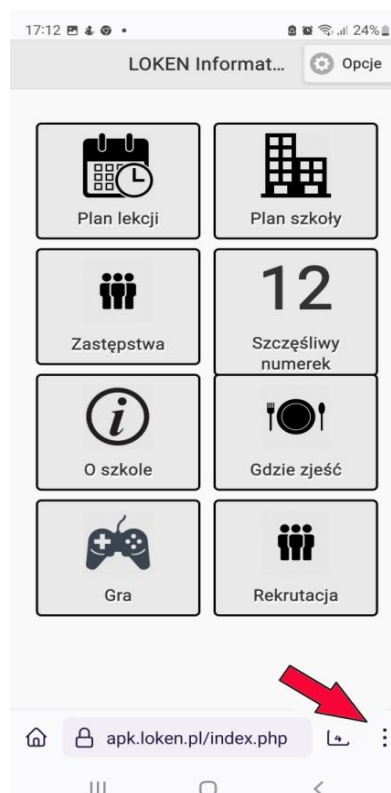 17:12
24%
LOKEN Informat...
Opcje
Plan lekcji
Plan szkoły
Zastępstwa
12
Szczęśliwy
numerek
O szkole
Gdzie zjeść
Gra
Rekrutacja
apk.loken.pl/index.php